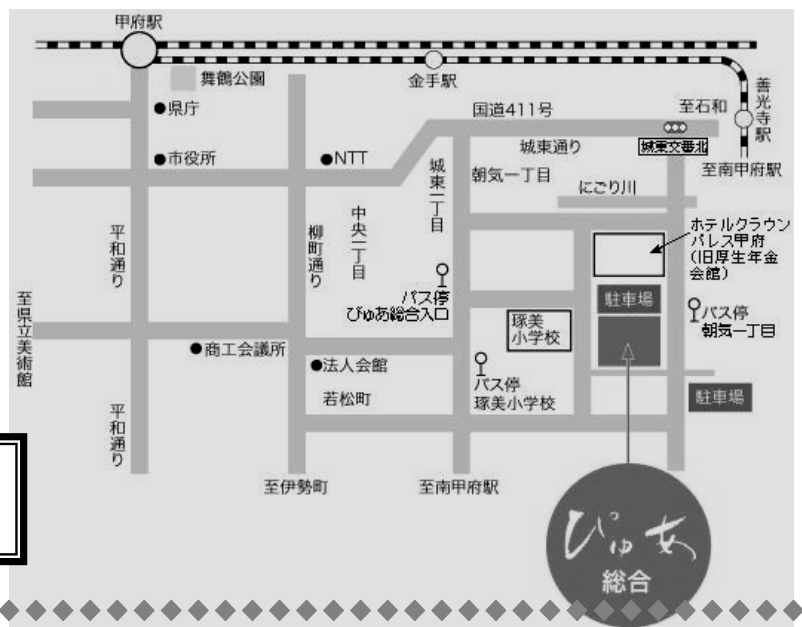 甲府駅
舞鶴公園
金手駅
善光寺駅
●県庁
国道411号
至石和
城東通り
城東交番北
●市役所
●NTT
城東一丁目
朝気一丁目
至南甲府駅
にごり川
平和通り
柳町通り
中央二丁目
ホテルクラウン
パレス甲府
(旧厚生年金
会館)
バス停
ぴゅあ総合入口
駐車場
バス停
朝気一丁目
至県立美術館
琢美
小学校
●商工会議所
●法人会館
バス停
琢美小学校
若松町
駐車場
平和通り
至伊勢町
至南甲府駅
ぴゅあ
総合